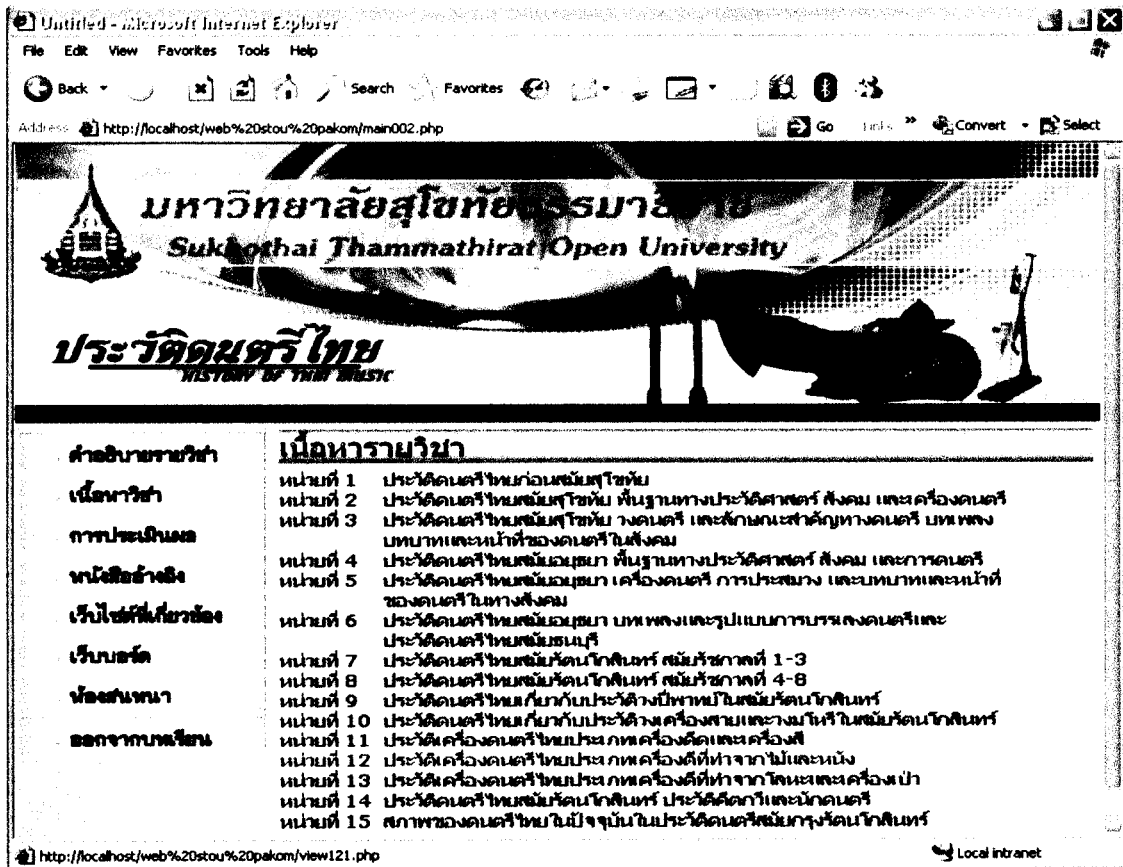 Untitled - Microsoft Internet Explorer
File Edit View Favorites Tools Help
Back Search Favorites
Address http://localhost/web%20stou%20pakom/main002.php Go Links » Convert Select
มหาวิทยาลัยสุโขทัยธรรมาธิราช
Sukhothai Thammathirat Open University
ประวัติดนตรีไทย
HISTORY OF THAI MUSIC
คำอธิบายรายวิชา
เนื้อหาวิชา
การประเมินผล
หนังสืออ้างอิง
เว็บไซต์ที่เกี่ยวข้อง
เว็บบอร์ด
ห้องสนทนา
ออกจากบทเรียน
เนื้อหารายวิชา
หน่วยที่ 1 ประวัติดนตรีไทยก่อนสมัยสุโขทัย
หน่วยที่ 2 ประวัติดนตรีไทยสมัยสุโขทัย พื้นฐานทางประวัติศาสตร์ สังคม และเครื่องดนตรี
หน่วยที่ 3 ประวัติดนตรีไทยสมัยสุโขทัย วงดนตรี และลักษณะสำคัญทางดนตรี บทเพลง
บทบาทและหน้าที่ของดนตรีในสังคม
หน่วยที่ 4 ประวัติดนตรีไทยสมัยอยุธยา พื้นฐานทางประวัติศาสตร์ สังคม และการดนตรี
หน่วยที่ 5 ประวัติดนตรีไทยสมัยอยุธยา เครื่องดนตรี การประสมวง และบทบาทและหน้าที่
ของดนตรีในทางสังคม
หน่วยที่ 6 ประวัติดนตรีไทยสมัยอยุธยา บทเพลงและรูปแบบการบรรเลงดนตรีและ
ประวัติดนตรีไทยสมัยธนบุรี
หน่วยที่ 7 ประวัติดนตรีไทยสมัยรัตนโกสินทร์ สมัยรัชกาลที่ 1-3
หน่วยที่ 8 ประวัติดนตรีไทยสมัยรัตนโกสินทร์ สมัยรัชกาลที่ 4-8
หน่วยที่ 9 ประวัติดนตรีไทยเกี่ยวกับประวัติวงปี่พาทย์ในสมัยรัตนโกสินทร์
หน่วยที่ 10 ประวัติดนตรีไทยเกี่ยวกับประวัติวงเครื่องสายและวงมโหรีในสมัยรัตนโกสินทร์
หน่วยที่ 11 ประวัติเครื่องดนตรีไทยประเภทเครื่องดีดและเครื่องสี
หน่วยที่ 12 ประวัติเครื่องดนตรีไทยประเภทเครื่องตีที่ทำจากไม้และหนัง
หน่วยที่ 13 ประวัติเครื่องดนตรีไทยประเภทเครื่องตีที่ทำจากโลหะและเครื่องเป่า
หน่วยที่ 14 ประวัติดนตรีไทยสมัยรัตนโกสินทร์ ประวัติคีตกวีและนักดนตรี
หน่วยที่ 15 สภาพของดนตรีไทยในปัจจุบันในประวัติดนตรีสมัยกรุงรัตนโกสินทร์
http://localhost/web%20stou%20pakom/view121.php Local intranet